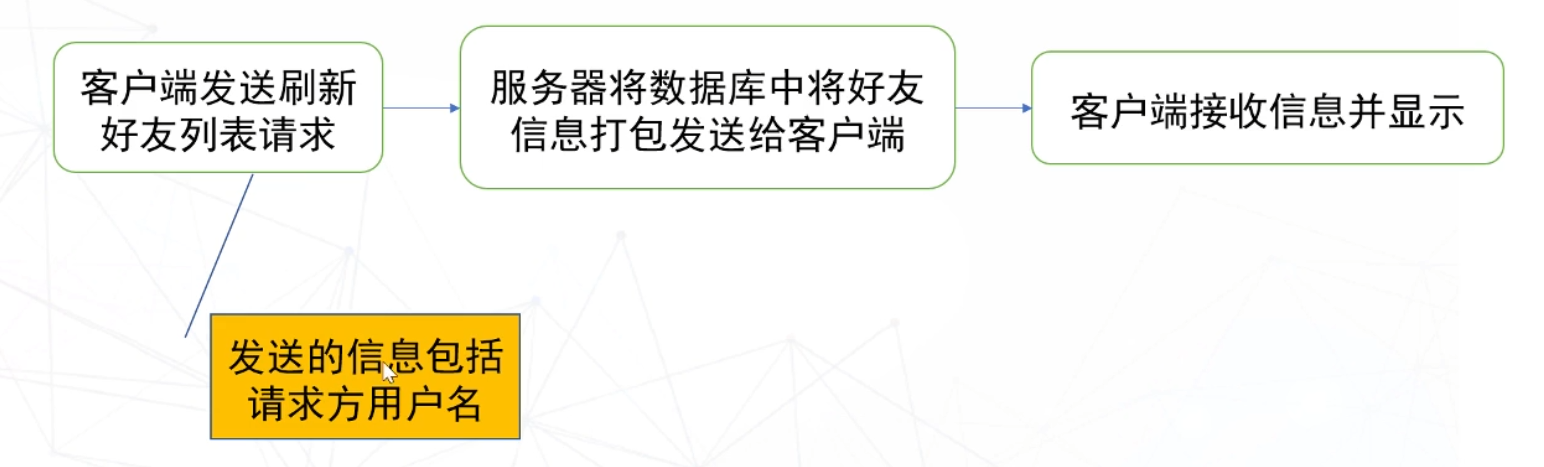 客户端发送刷新
好友列表请求
服务器将数据库中将好友
信息打包发送给客户端
客户端接收信息并显示
发送的信息包括
请求方用户名